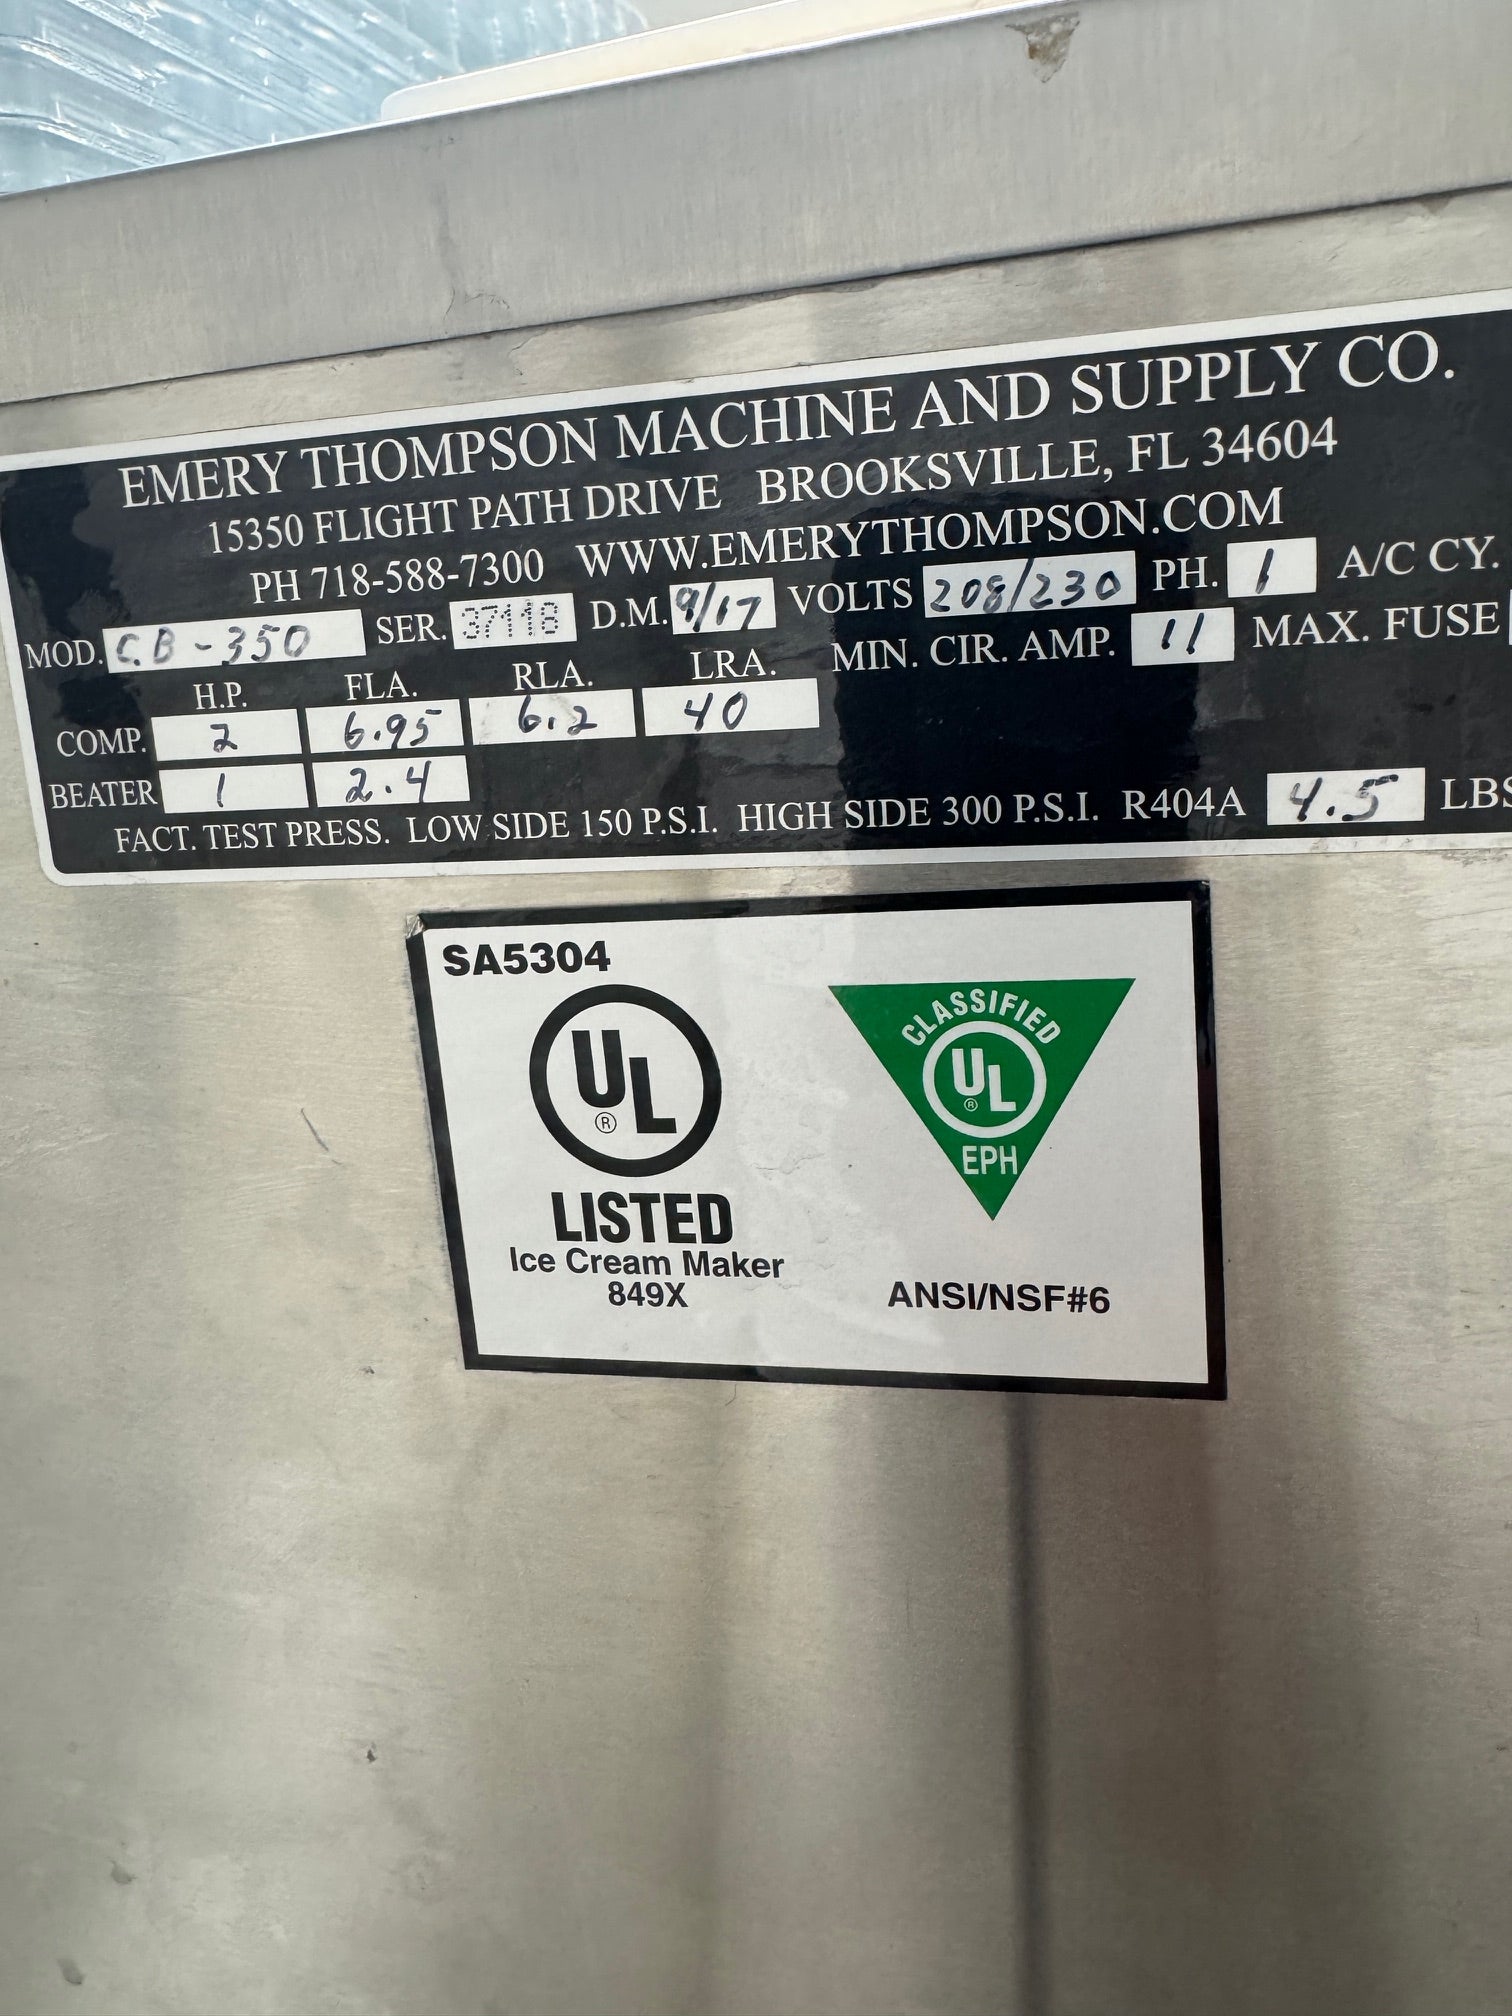 EMERY THOMPSON MACHINE AND SUPPLY CO.
15350 FLIGHT PATH DRIVE BROOKSVILLE, FL 34604
PH 718-588-7300 WWW.EMERYTHOMPSON.COM
MOD. CB-350 SER. 37118 D.M. 9/17 VOLTS 208/230 PH. 1 A/C CY.
H.P. FLA. RLA. LRA. MIN. CIR. AMP. 11 MAX. FUSE
COMP. 2 6.95 6.2 40
BEATER 1 2.4
FACT. TEST PRESS. LOW SIDE 150 P.S.I. HIGH SIDE 300 P.S.I. R404A 4.5 LBS
SA5304
UL
®
LISTED
Ice Cream Maker
849X
CLASSIFIED
UL
®
EPH
ANSI/NSF#6